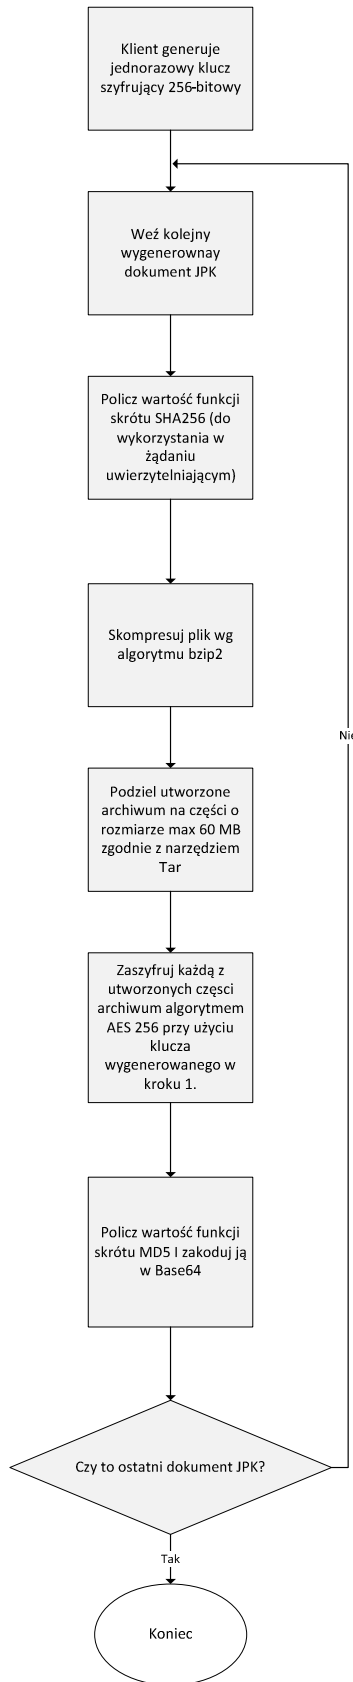 Klient generuje
jednorazowy klucz
szyfrujący 256-bitowy
Weź kolejny
wygenerownay
dokument JPK
Policz wartość funkcji
skrótu SHA256 (do
wykorzystania w
żądaniu
uwierzytelniającym)
Skompresuj plik wg
algorytmu bzip2
Nie
Podziel utworzone
archiwum na części o
rozmiarze max 60 MB
zgodnie z narzędziem
Tar
Zaszyfruj każdą z
utworzonych częsci
archiwum algorytmem
AES 256 przy użyciu
klucza
wygenerowanego w
kroku 1.
Policz wartość funkcji
skrótu MD5 I zakoduj ją
w Base64
Czy to ostatni dokument JPK?
Tak
Koniec